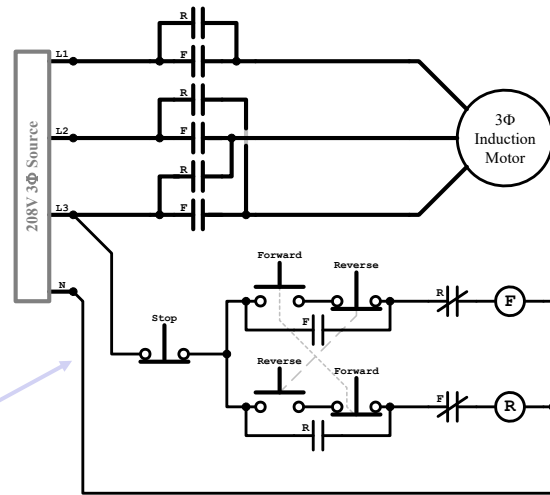 R
L1
F
R
L2
F
R
L3
F
N
208V 3Φ Source
3Φ
Induction
Motor
Forward
Reverse
Stop
F
R
F
Reverse
Forward
R
F
R